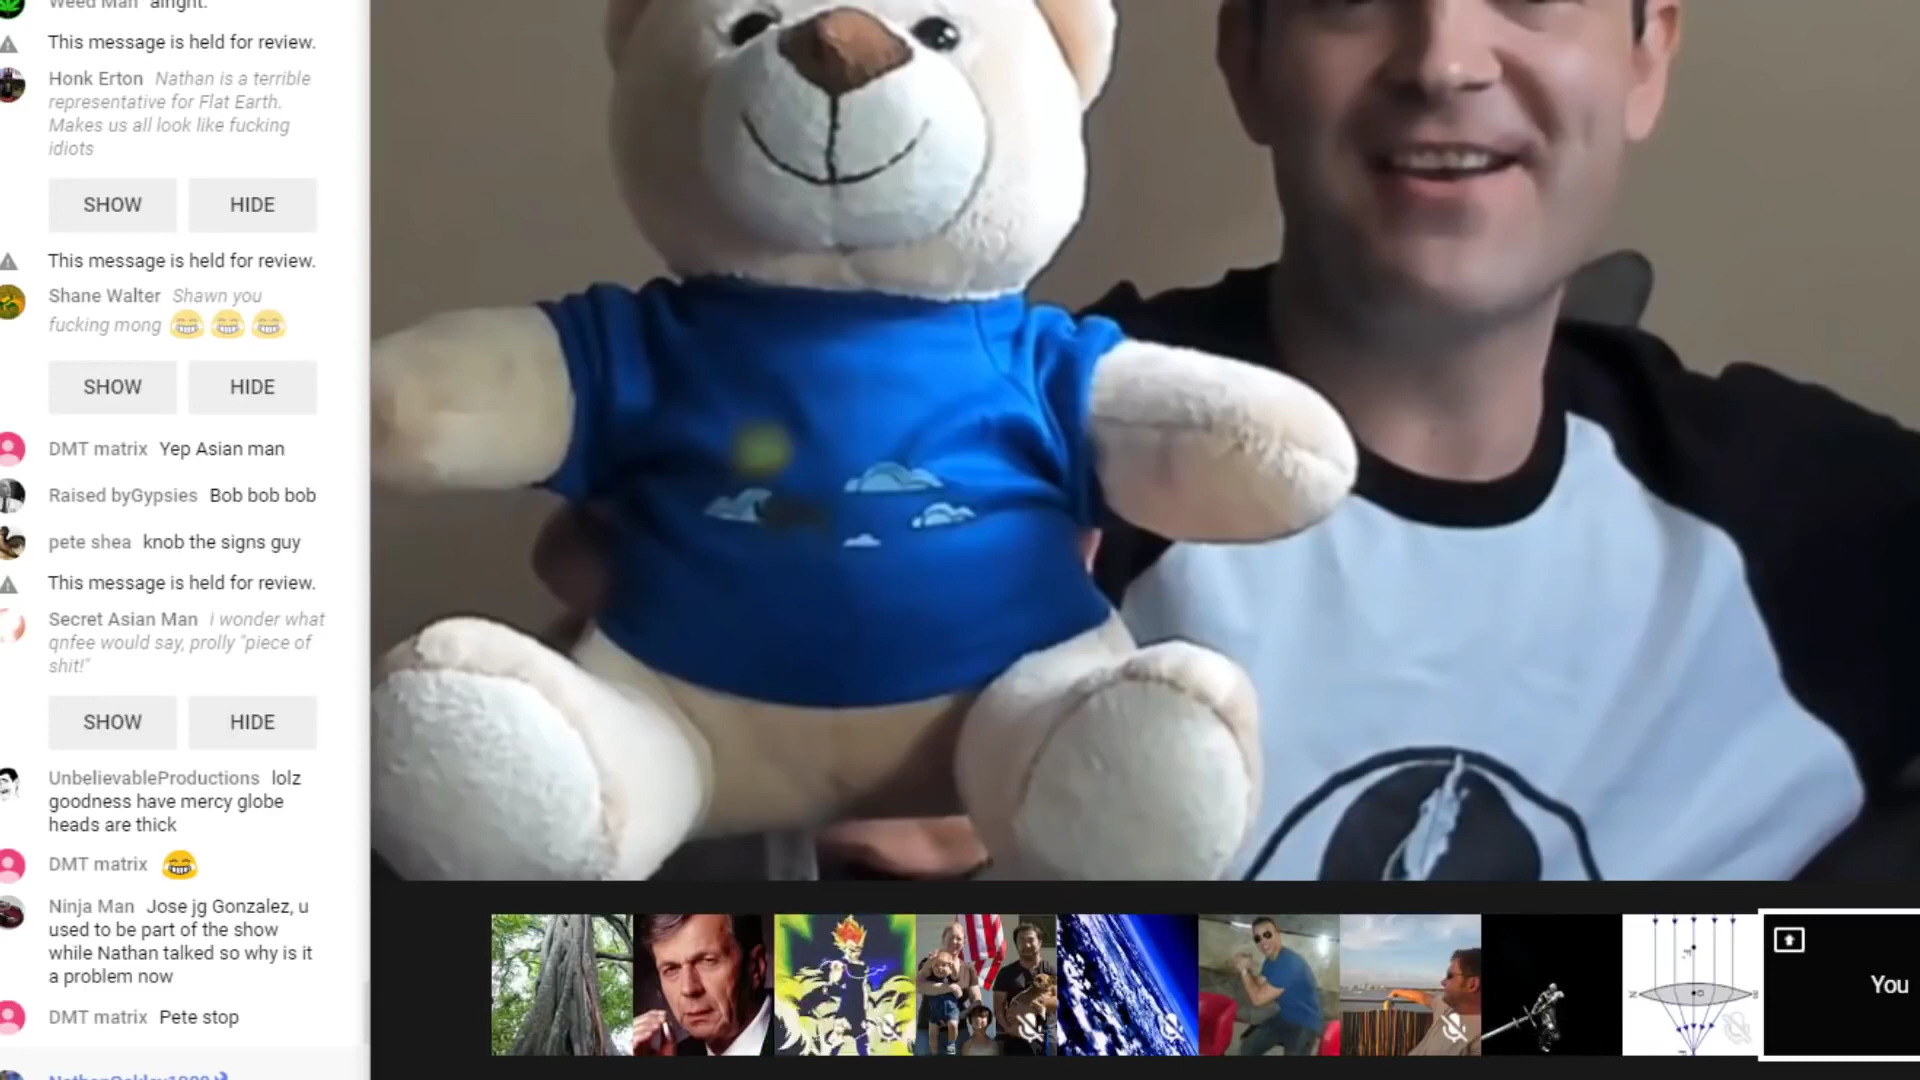 Weed Man alright.
This message is held for review.
Honk Erton Nathan is a terrible
representative for Flat Earth.
Makes us all look like fucking
idiots
SHOW HIDE
This message is held for review.
Shane Walter Shawn you
fucking mong 😂 😂 😂
SHOW HIDE
DMT matrix Yep Asian man
Raised byGypsies Bob bob bob
pete shea knob the signs guy
This message is held for review.
Secret Asian Man I wonder what
qnfee would say, prolly "piece of
shit!"
SHOW HIDE
UnbelievableProductions lolz
goodness have mercy globe
heads are thick
DMT matrix 😂
Ninja Man Jose jg Gonzalez, u
used to be part of the show
while Nathan talked so why is it
a problem now
DMT matrix Pete stop
NathanOakley1980
You